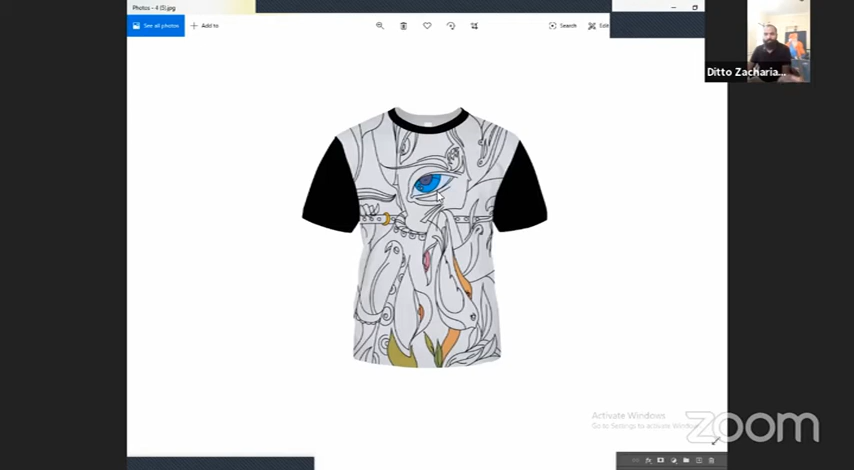 Photos - 4 (5).jpg
See all photos
Add to
Search
Edit
Ditto Zacharia...
Activate Windows
Go to Settings to activate Windows.
zoom